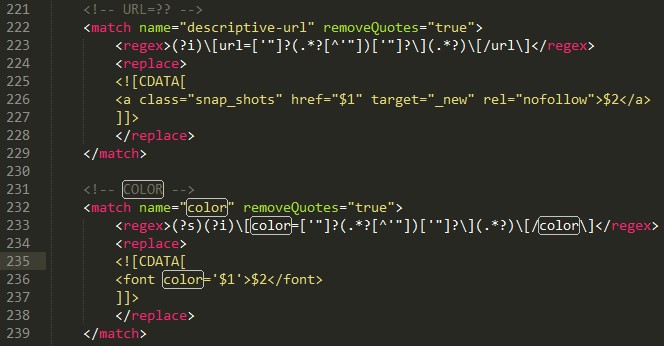 221 <!-- URL=?? -->
222 <match name="descriptive-url" removeQuotes="true">
223 <regex>(?i)\[url=['"]?(.*?[^'"])['"]?\](.*?)\[/url\]</regex>
224 <replace>
225 <![CDATA[
226 <a class="snap_shots" href="$1" target="_new" rel="nofollow">$2</a>
227 ]]>
228 </replace>
229 </match>
230
231 <!-- COLOR -->
232 <match name="color" removeQuotes="true">
233 <regex>(?s)(?i)\[color=['"]?(.*?[^'"])['"]?\](.*?)\[/color\]</regex>
234 <replace>
235 <![CDATA[
236 <font color='$1'>$2</font>
237 ]]>
238 </replace>
239 </match>